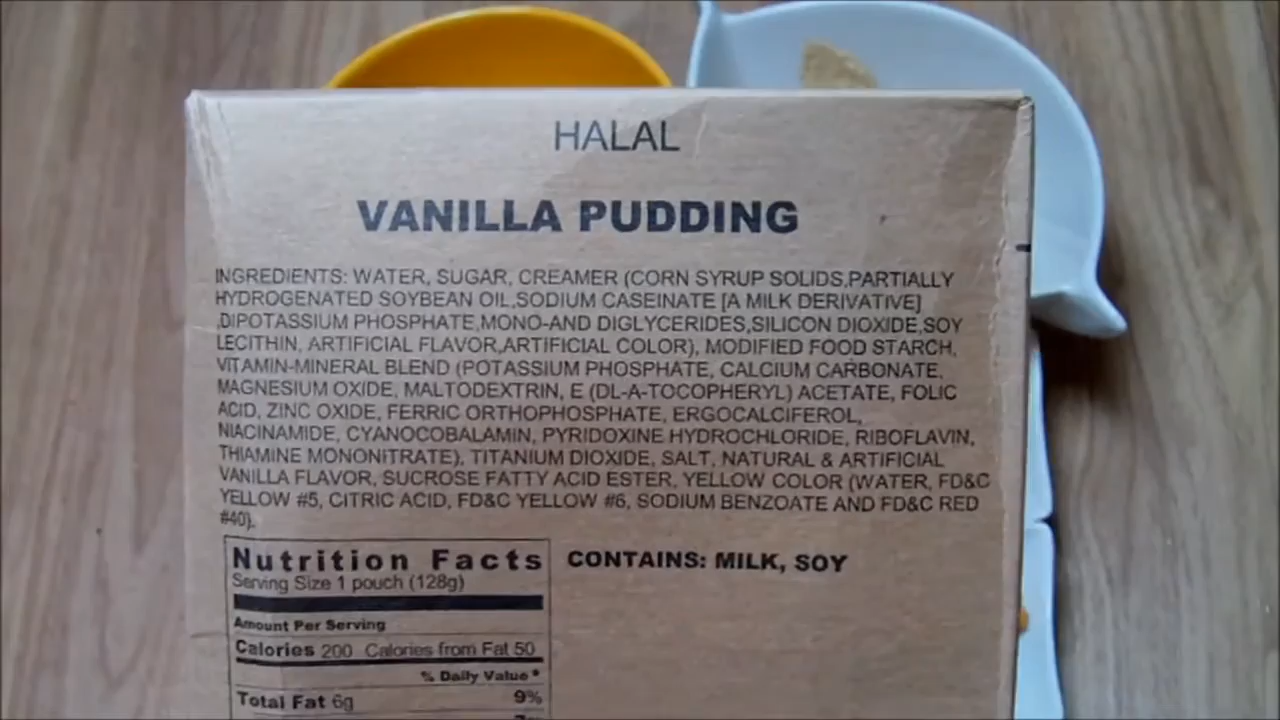 HALAL
VANILLA PUDDING
INGREDIENTS: WATER, SUGAR, CREAMER (CORN SYRUP SOLIDS,PARTIALLY
HYDROGENATED SOYBEAN OIL,SODIUM CASEINATE [A MILK DERIVATIVE]
,DIPOTASSIUM PHOSPHATE,MONO-AND DIGLYCERIDES,SILICON DIOXIDE,SOY
LECITHIN, ARTIFICIAL FLAVOR,ARTIFICIAL COLOR), MODIFIED FOOD STARCH,
VITAMIN-MINERAL BLEND (POTASSIUM PHOSPHATE, CALCIUM CARBONATE,
MAGNESIUM OXIDE, MALTODEXTRIN, E (DL-A-TOCOPHERYL) ACETATE, FOLIC
ACID, ZINC OXIDE, FERRIC ORTHOPHOSPHATE, ERGOCALCIFEROL,
NIACINAMIDE, CYANOCOBALAMIN, PYRIDOXINE HYDROCHLORIDE, RIBOFLAVIN,
THIAMINE MONONITRATE), TITANIUM DIOXIDE, SALT, NATURAL & ARTIFICIAL
VANILLA FLAVOR, SUCROSE FATTY ACID ESTER, YELLOW COLOR (WATER, FD&C
YELLOW #5, CITRIC ACID, FD&C YELLOW #6, SODIUM BENZOATE AND FD&C RED
#40).
Nutrition Facts
Serving Size 1 pouch (128g)
Amount Per Serving
Calories 200 Calories from Fat 50
% Daily Value*
Total Fat 6g 9%
CONTAINS: MILK, SOY